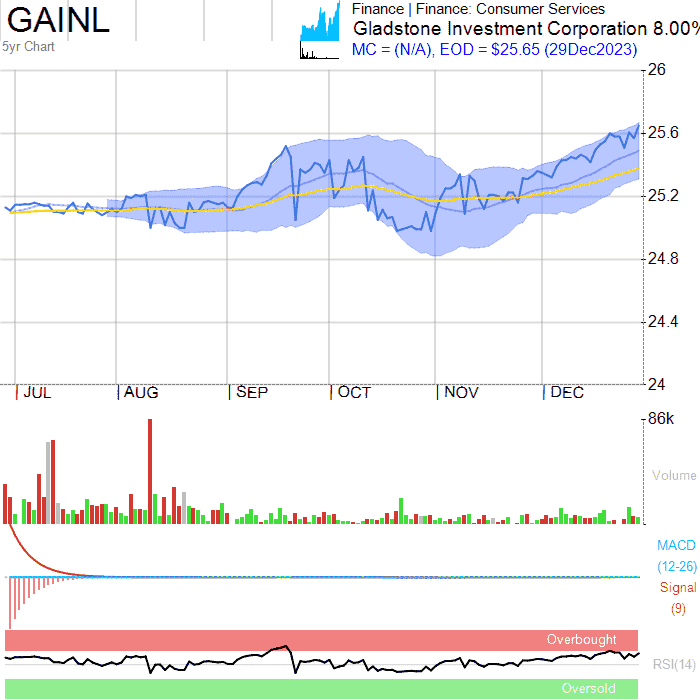 GAINL
5yr Chart
Finance | Finance: Consumer Services
Gladstone Investment Corporation 8.00%
MC = (N/A), EOD = $25.65 (29Dec2023)
26
25.6
25.2
24.8
24.4
24
JUL AUG SEP OCT NOV DEC
86k
Volume
MACD
(12-26)
Signal
(9)
Overbought
RSI(14)
Oversold